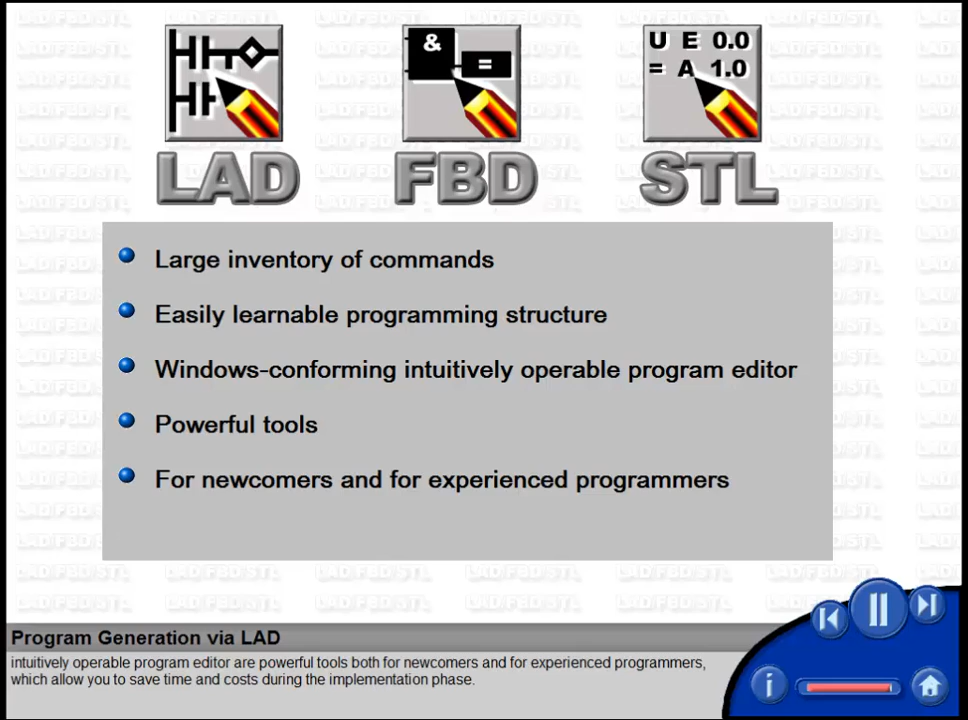 &
=
U E 0.0
= A 1.0
LAD
FBD
STL
Large inventory of commands
Easily learnable programming structure
Windows-conforming intuitively operable program editor
Powerful tools
For newcomers and for experienced programmers
Program Generation via LAD
intuitively operable program editor are powerful tools both for newcomers and for experienced programmers,
which allow you to save time and costs during the implementation phase.
i